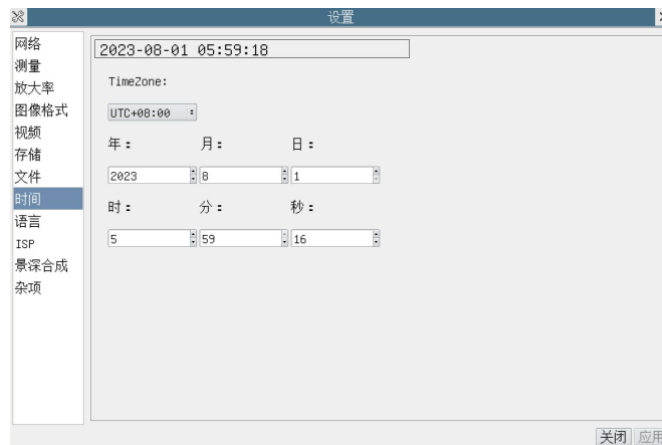 设置
网络
测量
放大率
图像格式
视频
存储
文件
时间
语言
ISP
景深合成
杂项
2023-08-01 05:59:18
TimeZone:
UTC+08:00
年: 月: 日:
2023 8 1
时: 分: 秒:
5 59 16
关闭 应用